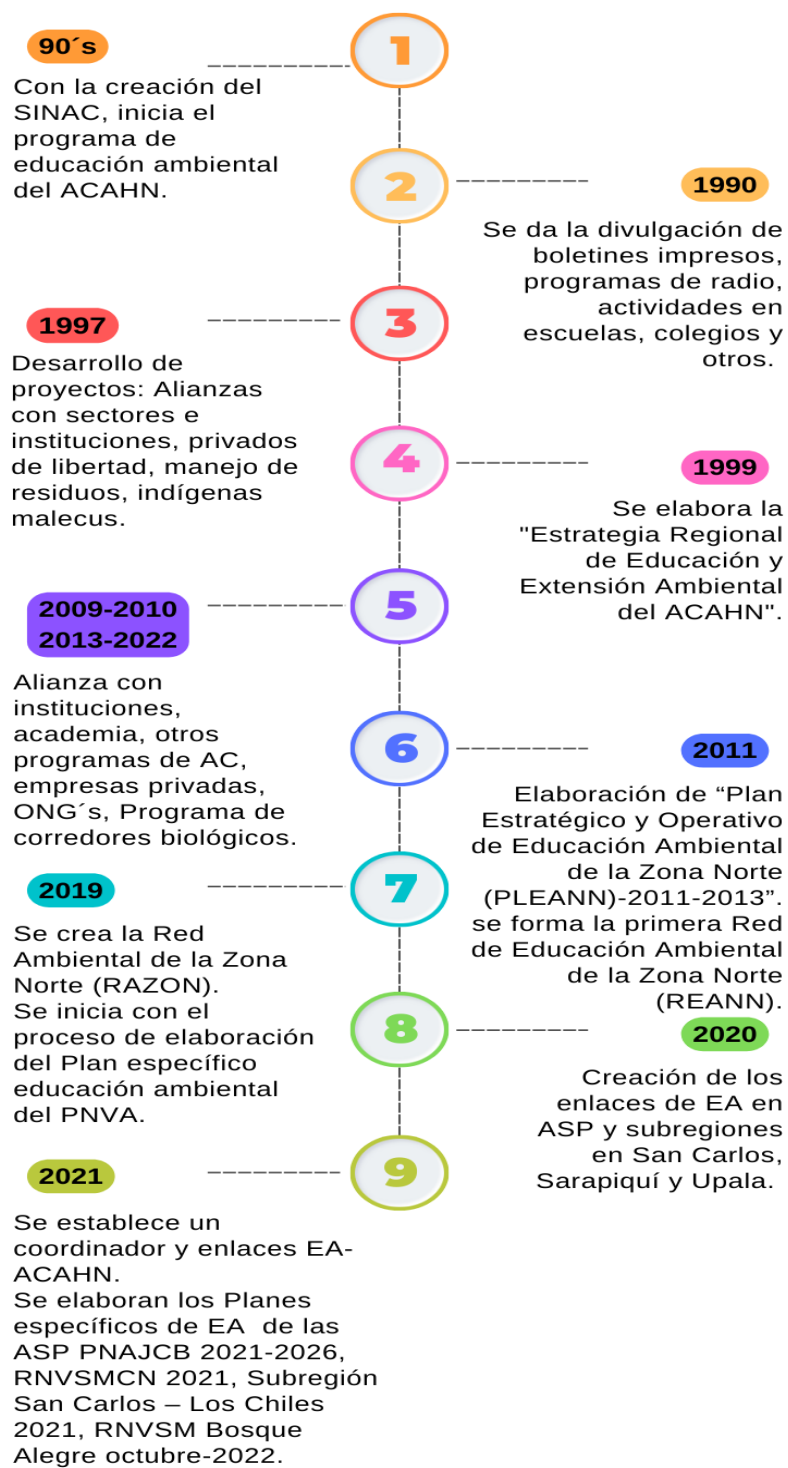 1
90´s
Con la creación del
SINAC, inicia el
programa de
educación ambiental
del ACAHN.
2
1990
Se da la divulgación de
boletines impresos,
programas de radio,
actividades en
escuelas, colegios y
otros.
3
1997
Desarrollo de
proyectos: Alianzas
con sectores e
instituciones, privados
de libertad, manejo de
residuos, indígenas
malecus.
4
1999
Se elabora la
"Estrategia Regional
de Educación y
Extensión Ambiental
del ACAHN".
5
2009-2010
2013-2022
Alianza con
instituciones,
academia, otros
programas de AC,
empresas privadas,
ONG´s, Programa de
corredores biológicos.
6
2011
Elaboración de “Plan
Estratégico y Operativo
de Educación Ambiental
de la Zona Norte
(PLEANN)-2011-2013”.
se forma la primera Red
de Educación Ambiental
de la Zona Norte
(REANN).
7
2019
Se crea la Red
Ambiental de la Zona
Norte (RAZON).
Se inicia con el
proceso de elaboración
del Plan específico
educación ambiental
del PNVA.
8
2020
Creación de los
enlaces de EA en
ASP y subregiones
en San Carlos,
Sarapiquí y Upala.
9
2021
Se establece un
coordinador y enlaces EA-
ACAHN.
Se elaboran los Planes
específicos de EA  de las
ASP PNAJCB 2021-2026,
RNVSMCN 2021, Subregión
San Carlos – Los Chiles
2021, RNVSM Bosque
Alegre octubre-2022.